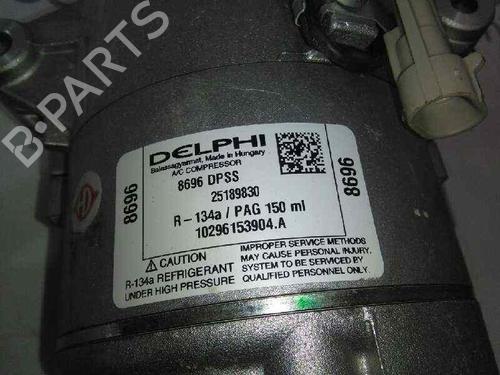 B-PARTS
DELPHI
Balassagyarmat, Made in Hungary
A/C COMPRESSOR
8696 DPSS
25189830
R-134a / PAG 150 ml
10296153904.A
8696
8696
CAUTION
R-134a REFRIGERANT
UNDER HIGH PRESSURE
IMPROPER SERVICE METHODS
MAY CAUSE PERSONAL INJURY.
SYSTEM TO BE SERVICED BY
QUALIFIED PERSONNEL ONLY.